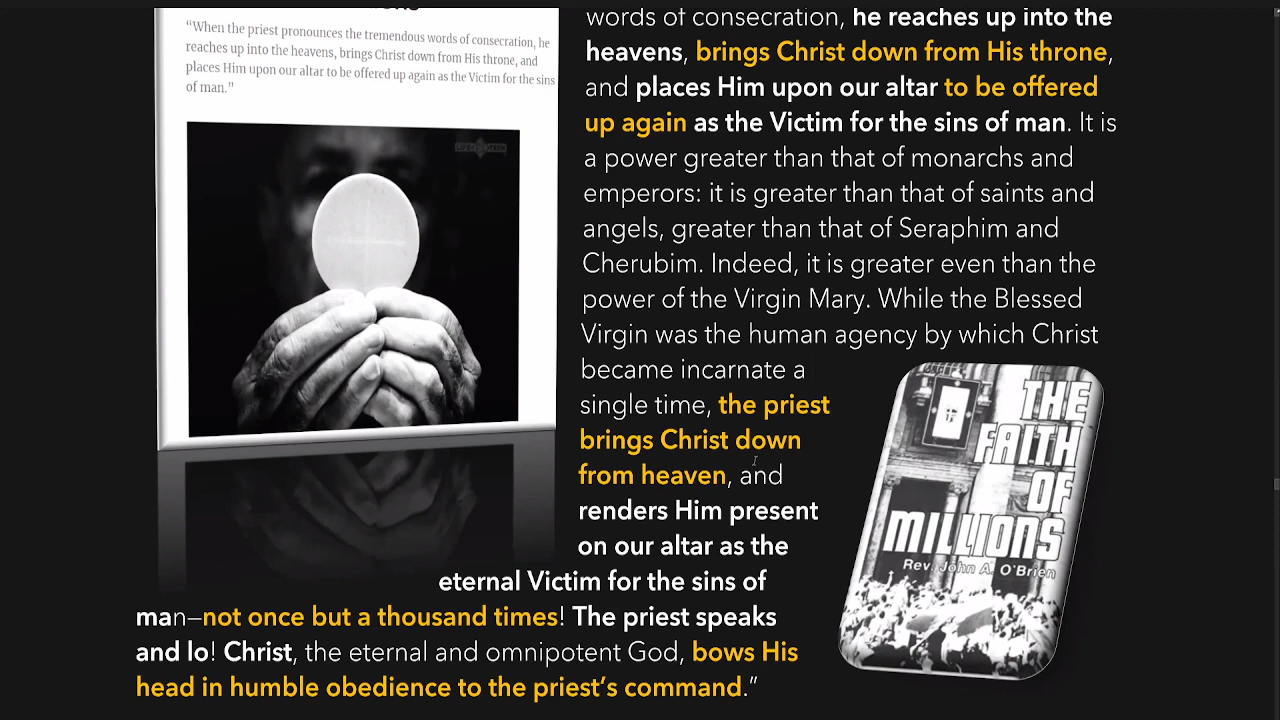 “When the priest pronounces the tremendous words of consecration, he
reaches up into the heavens, brings Christ down from His throne, and
places Him upon our altar to be offered up again as the Victim for the sins
of man.”
LIFE TEEN
words of consecration, he reaches up into the
heavens, brings Christ down from His throne,
and places Him upon our altar to be offered
up again as the Victim for the sins of man. It is
a power greater than that of monarchs and
emperors: it is greater than that of saints and
angels, greater than that of Seraphim and
Cherubim. Indeed, it is greater even than the
power of the Virgin Mary. While the Blessed
Virgin was the human agency by which Christ
became incarnate a
single time, the priest
brings Christ down
from heaven, and
renders Him present
on our altar as the
eternal Victim for the sins of
man–not once but a thousand times! The priest speaks
and lo! Christ, the eternal and omnipotent God, bows His
head in humble obedience to the priest’s command.”
THE
FAITH
OF
MILLIONS
Rev. John A. O'Brien